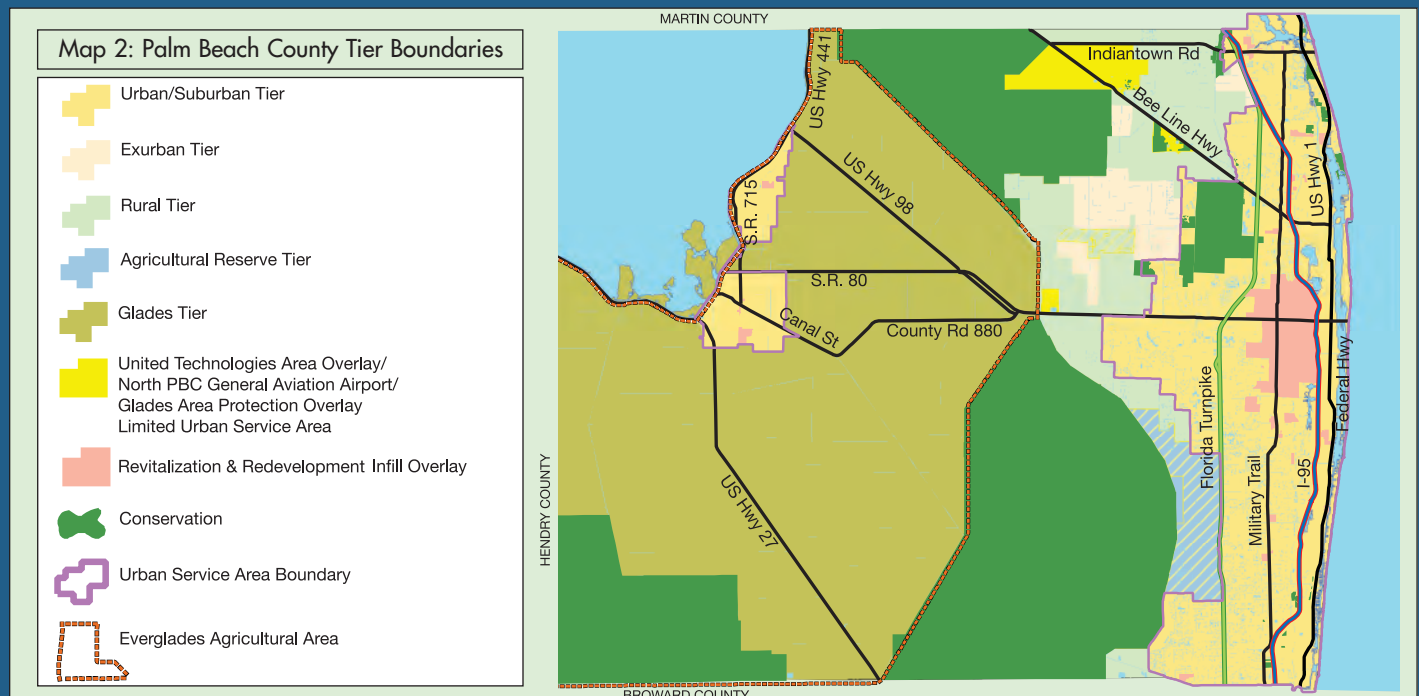 Map 2: Palm Beach County Tier Boundaries
Urban/Suburban Tier
Exurban Tier
Rural Tier
Agricultural Reserve Tier
Glades Tier
United Technologies Area Overlay/
North PBC General Aviation Airport/
Glades Area Protection Overlay
Limited Urban Service Area
Revitalization & Redevelopment Infill Overlay
Conservation
Urban Service Area Boundary
Everglades Agricultural Area
MARTIN COUNTY
US Hwy 441
Indiantown Rd
Bee Line Hwy
US Hwy 98
US Hwy 1
S.R. 715
S.R. 80
Canal St
County Rd 880
Federal Hwy
Florida Turnpike
Military Trail
I-95
US Hwy 27
HENDRY COUNTY
BROWARD COUNTY